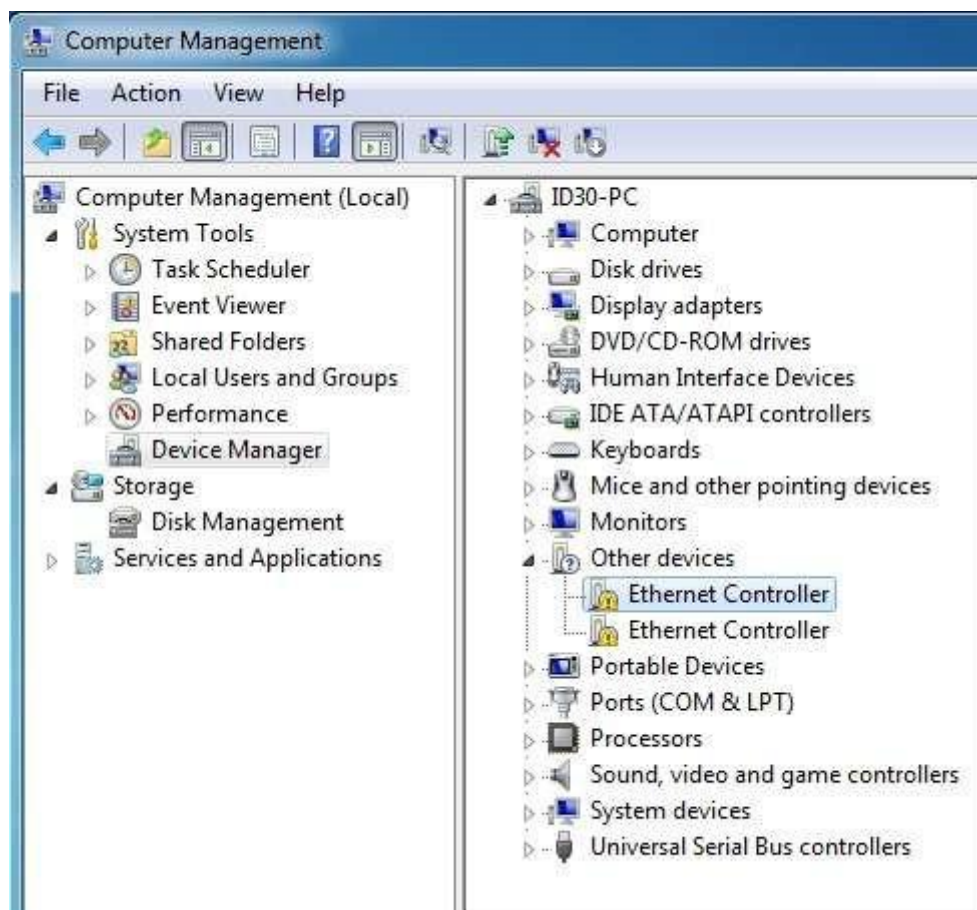 Computer Management
File Action View Help
Computer Management (Local)
System Tools
Task Scheduler
Event Viewer
Shared Folders
Local Users and Groups
Performance
Device Manager
Storage
Disk Management
Services and Applications
ID30-PC
Computer
Disk drives
Display adapters
DVD/CD-ROM drives
Human Interface Devices
IDE ATA/ATAPI controllers
Keyboards
Mice and other pointing devices
Monitors
Other devices
Ethernet Controller
Ethernet Controller
Portable Devices
Ports (COM & LPT)
Processors
Sound, video and game controllers
System devices
Universal Serial Bus controllers